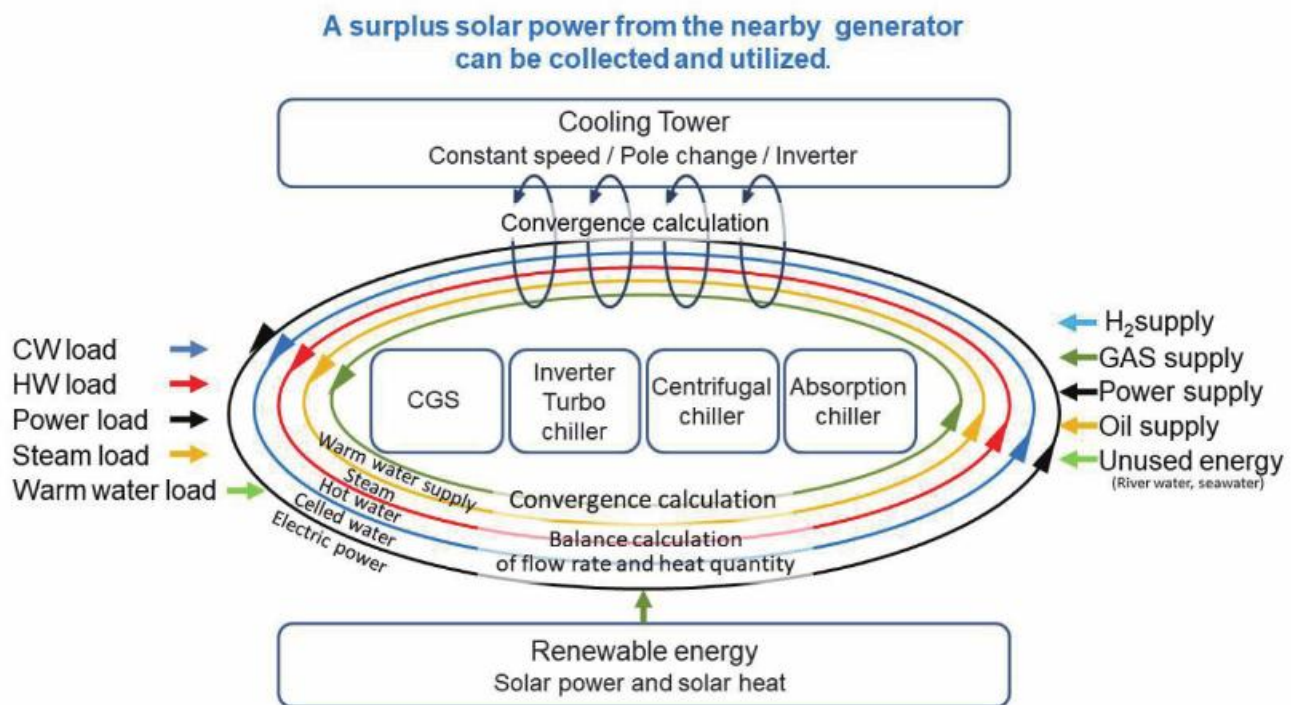 A surplus solar power from the nearby generator
can be collected and utilized.
Cooling Tower
Constant speed / Pole change / Inverter
Convergence calculation
CW load
HW load
Power load
Steam load
Warm water load
CGS
Inverter
Turbo
chiller
Centrifugal
chiller
Absorption
chiller
H₂supply
GAS supply
Power supply
Oil supply
Unused energy
(River water, seawater)
Warm water supply
Steam
Hot water
Celled water
Electric power
Convergence calculation
Balance calculation
of flow rate and heat quantity
Renewable energy
Solar power and solar heat